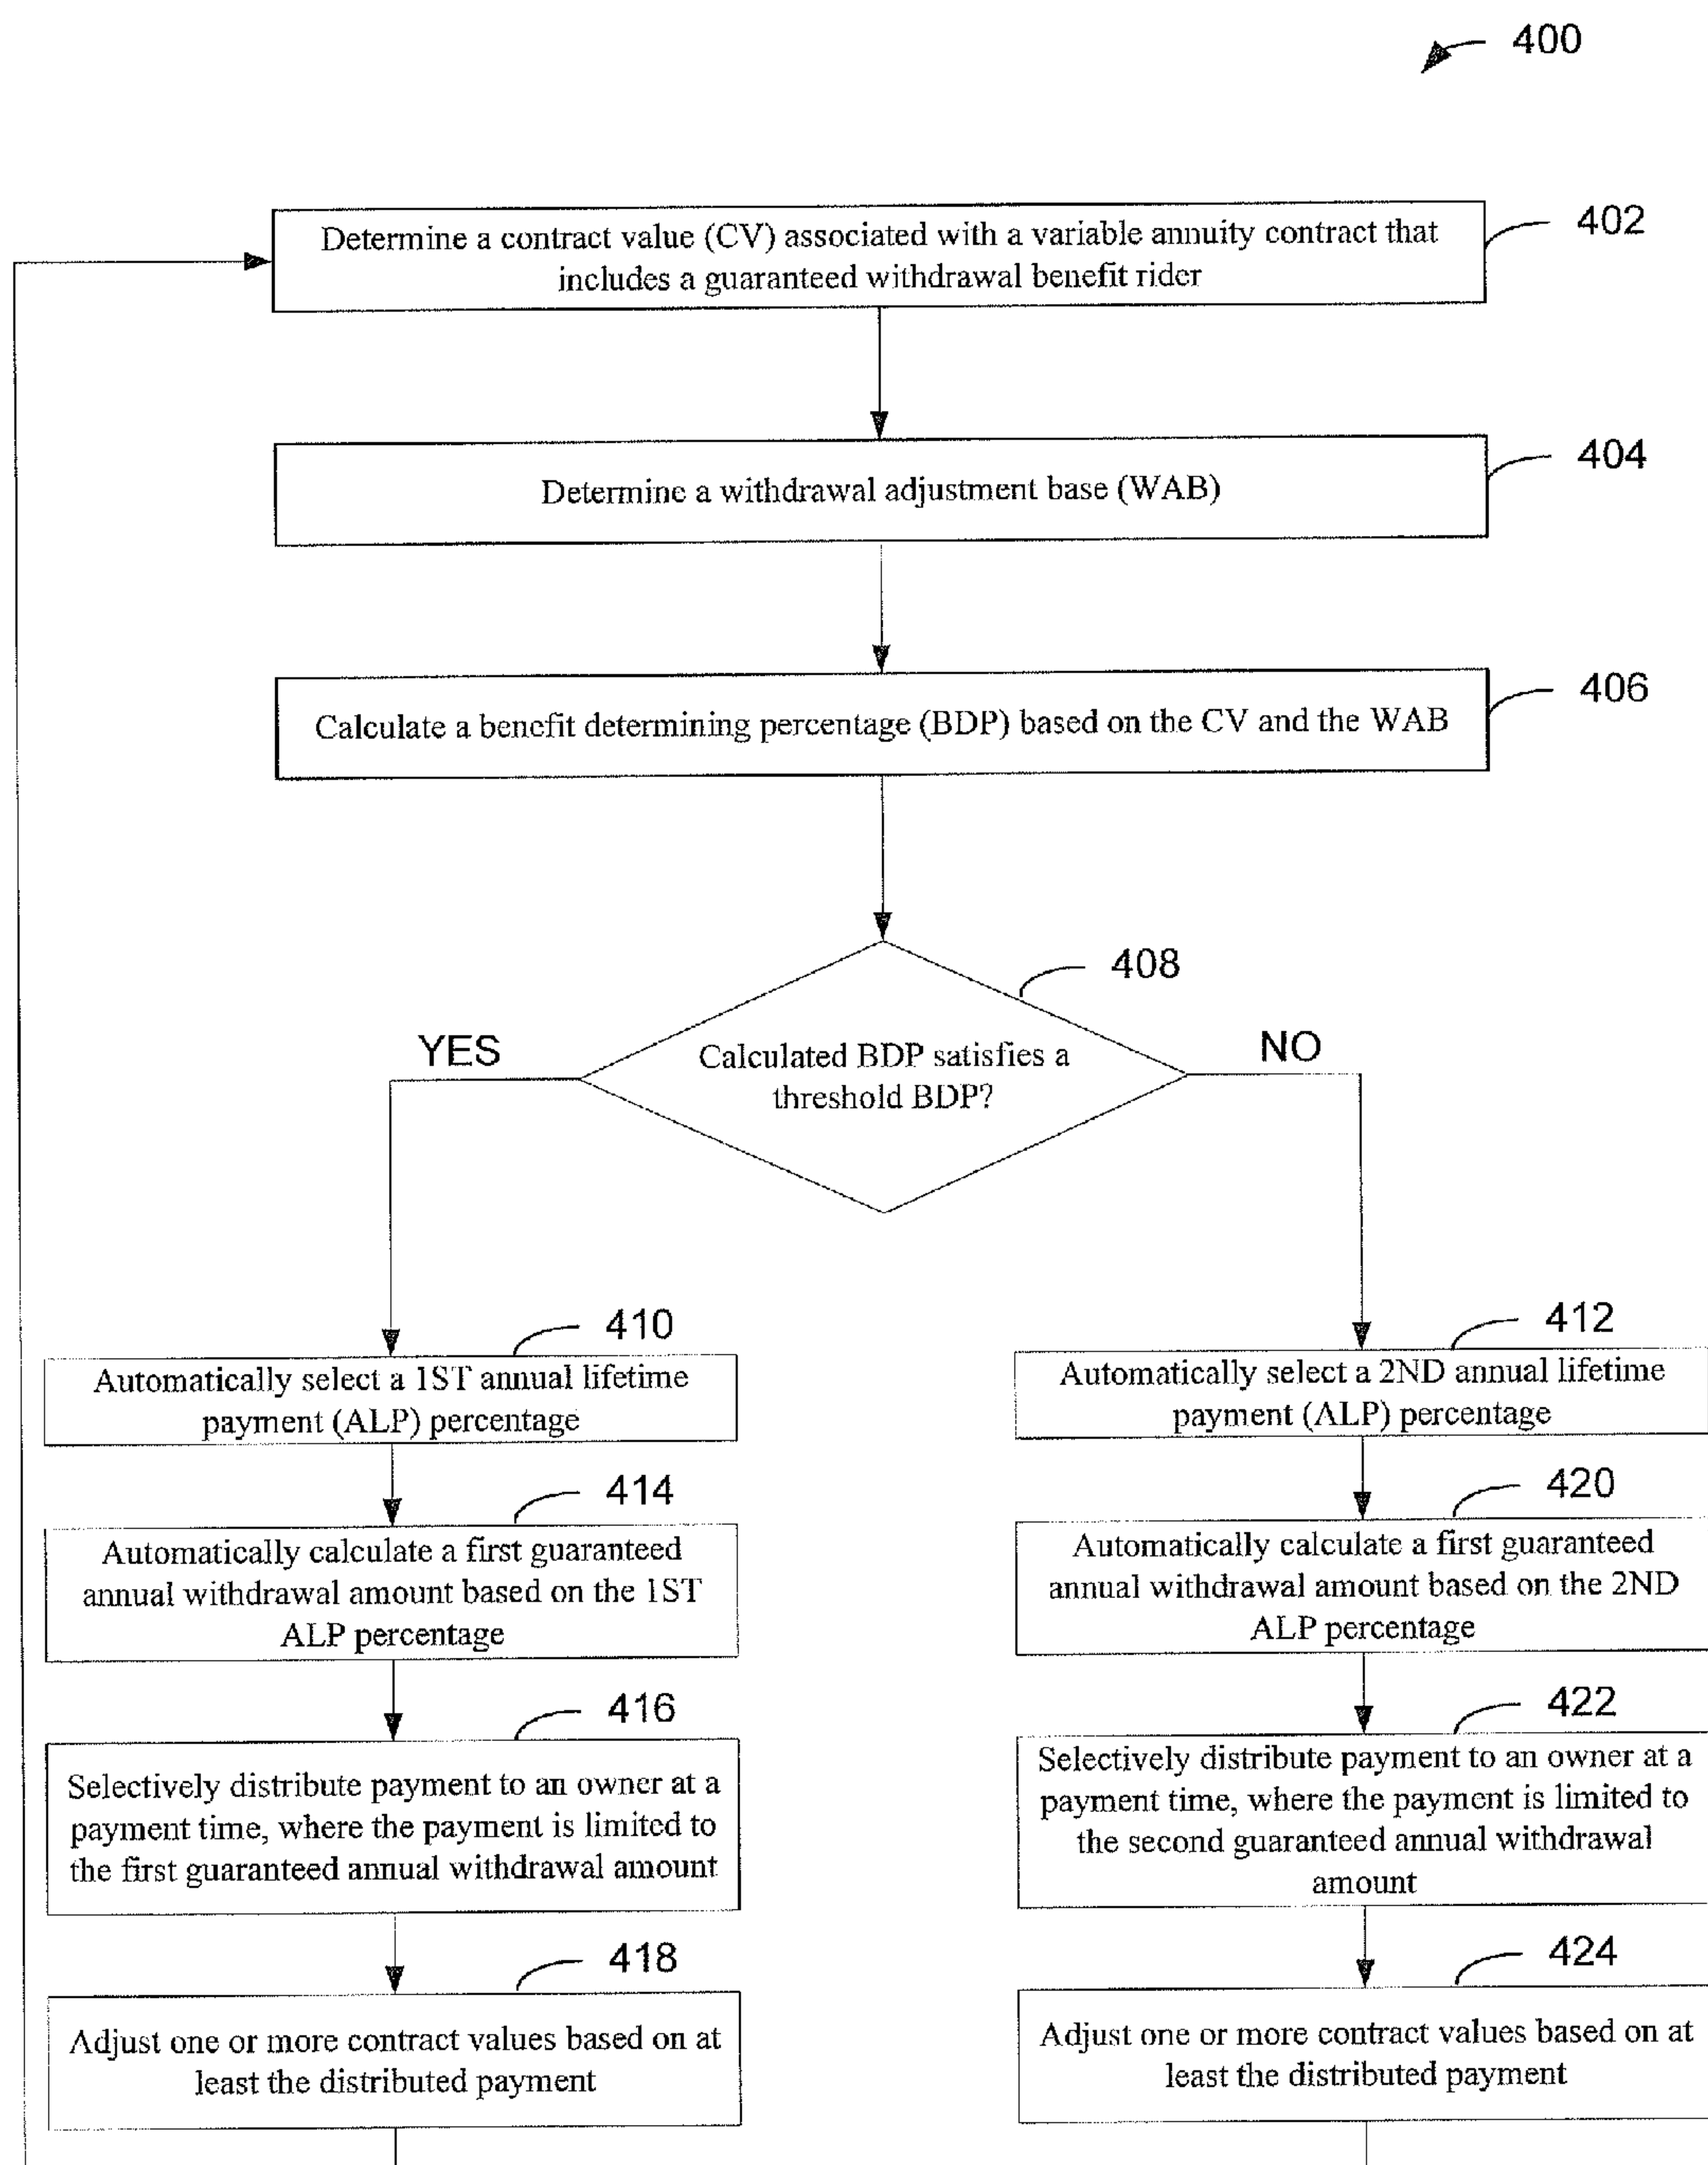 400
402
Determine a contract value (CV) associated with a variable annuity contract that
includes a guaranteed withdrawal benefit rider
404
Determine a withdrawal adjustment base (WAB)
406
Calculate a benefit determining percentage (BDP) based on the CV and the WAB
408
YES
Calculated BDP satisfies a
threshold BDP?
NO
410
Automatically select a 1ST annual lifetime
payment (ALP) percentage
412
Automatically select a 2ND annual lifetime
payment (ALP) percentage
414
Automatically calculate a first guaranteed
annual withdrawal amount based on the 1ST
ALP percentage
420
Automatically calculate a first guaranteed
annual withdrawal amount based on the 2ND
ALP percentage
416
Selectively distribute payment to an owner at a
payment time, where the payment is limited to
the first guaranteed annual withdrawal amount
422
Selectively distribute payment to an owner at a
payment time, where the payment is limited to
the second guaranteed annual withdrawal
amount
418
Adjust one or more contract values based on at
least the distributed payment
424
Adjust one or more contract values based on at
least the distributed payment